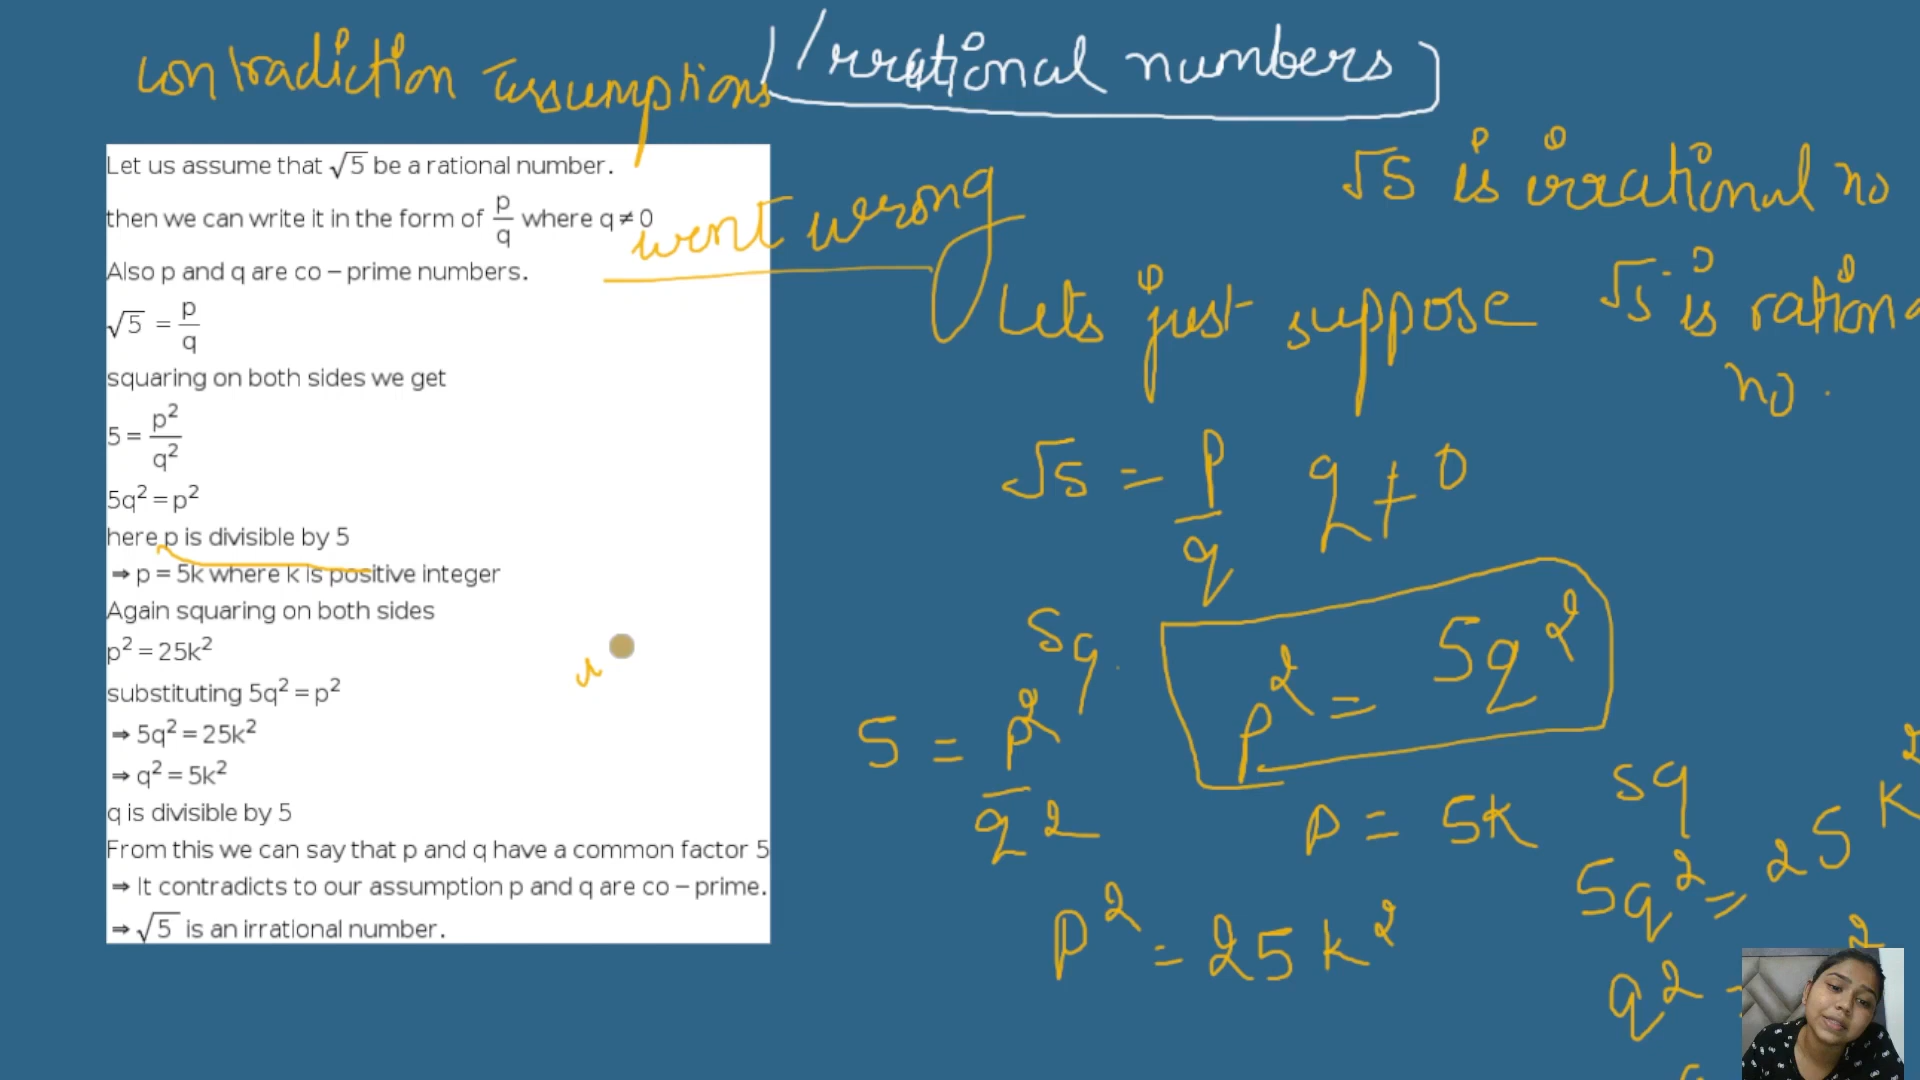 contradiction assumptions
Irrational numbers
Let us assume that √5 be a rational number.
then we can write it in the form of p/q where q ≠ 0
Also p and q are co – prime numbers.
√5 = p/q
squaring on both sides we get
5 = p²/q²
5q² = p²
here p is divisible by 5
⇒ p = 5k where k is positive integer
Again squaring on both sides
p² = 25k²
substituting 5q² = p²
⇒ 5q² = 25k²
⇒ q² = 5k²
q is divisible by 5
From this we can say that p and q have a common factor 5
⇒ It contradicts to our assumption p and q are co – prime.
⇒ √5 is an irrational number.
went wrong
√5 is irrational no
Lets just suppose √5 is rationa
no.
√5 = p/q q ≠ 0
sq
5 = p²/q²
p² = 5q²
p = 5k
sq
p² = 25k²
5q² = 25k²
q²